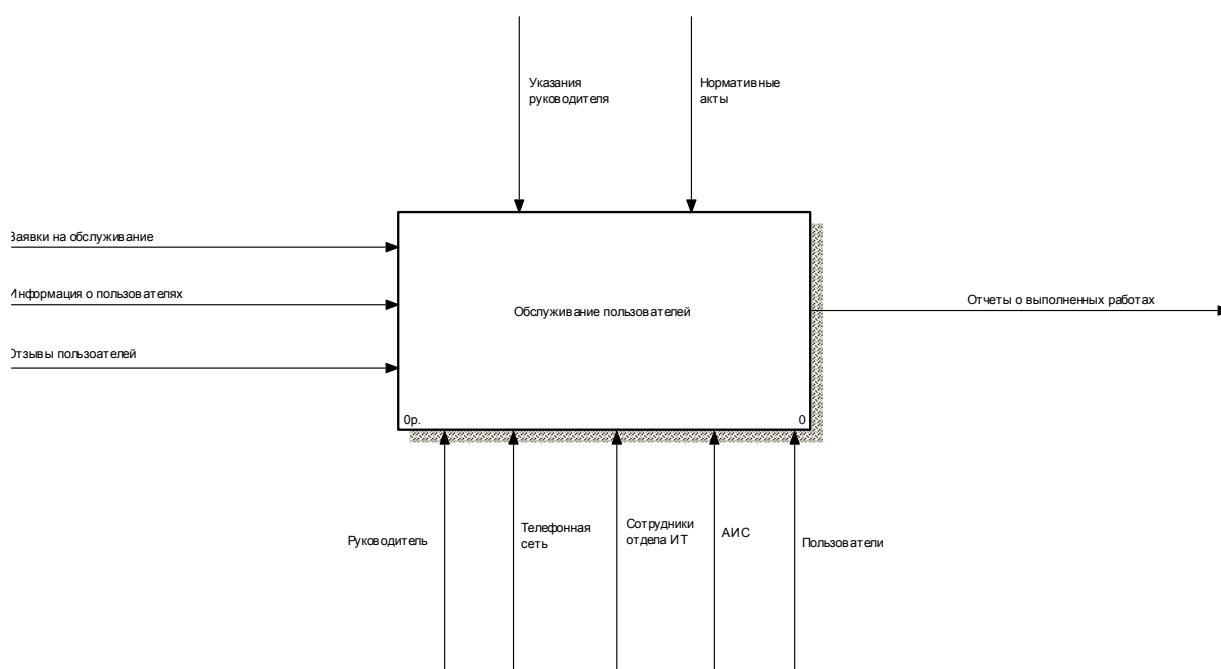 Указания
руководителя
Нормативные
акты
Заявки на обслуживание
Информация о пользователях
Отзывы пользоателей
Обслуживание пользователей
Отчеты о выполненных работах
0р.
0
Руководитель
Телефонная
сеть
Сотрудники
отдела ИТ
АИС
Пользователи